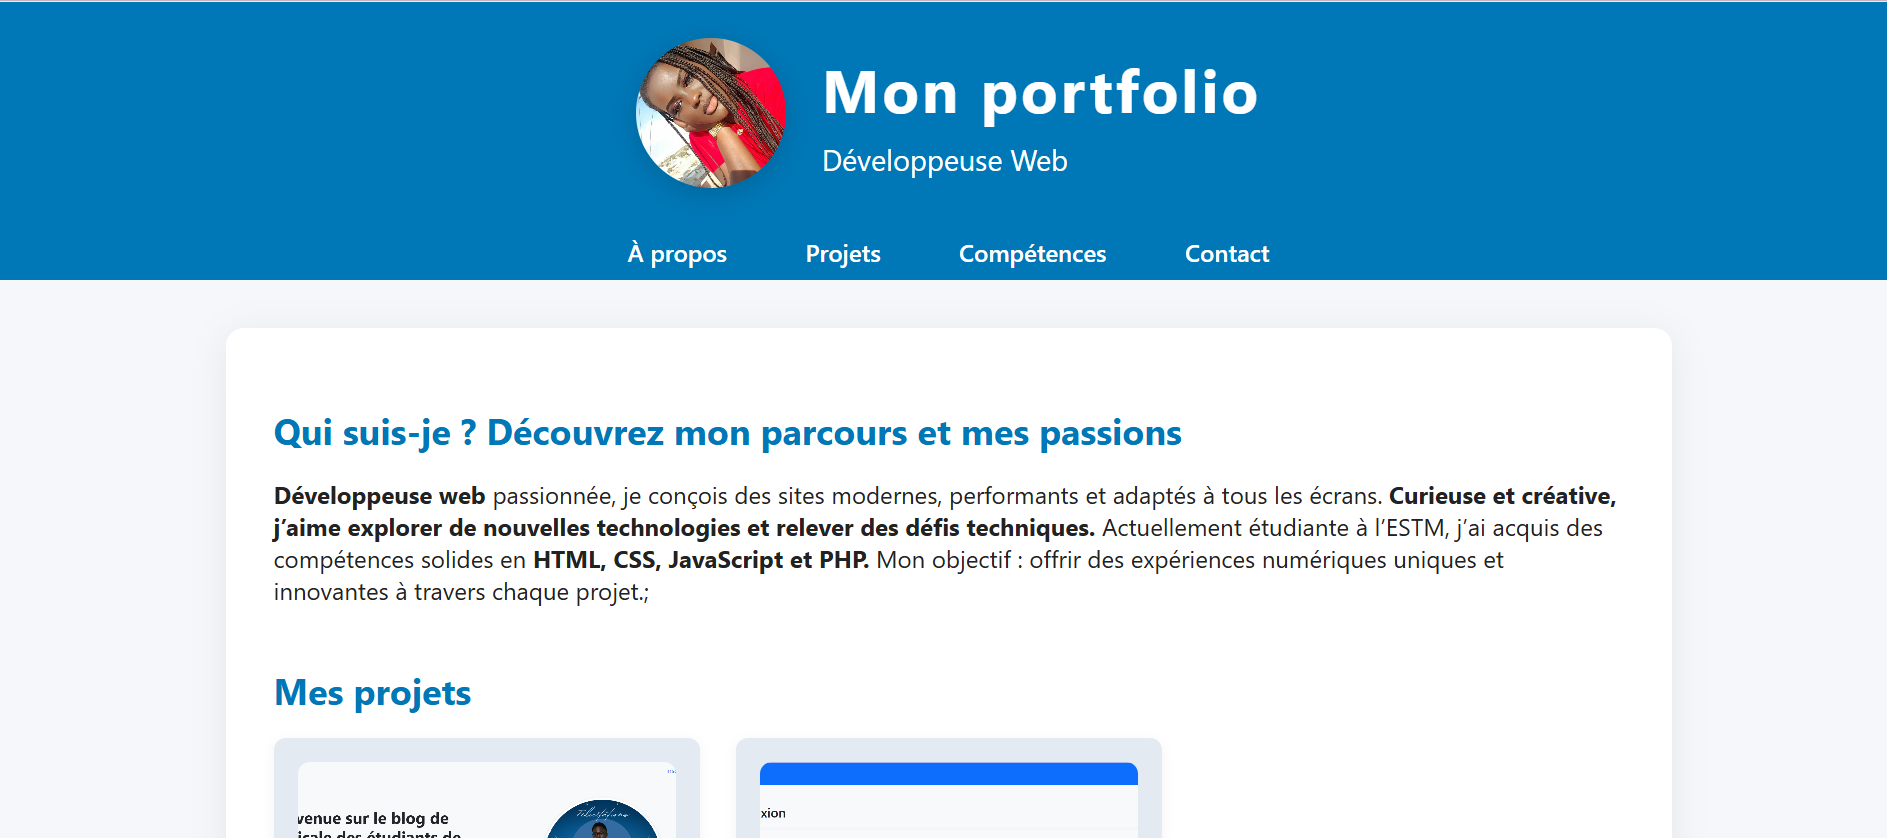 Mon portfolio
Développeuse Web
À propos Projets Compétences Contact
Qui suis-je ? Découvrez mon parcours et mes passions
Développeuse web passionnée, je conçois des sites modernes, performants et adaptés à tous les écrans. Curieuse et créative,
j’aime explorer de nouvelles technologies et relever des défis techniques. Actuellement étudiante à l’ESTM, j’ai acquis des
compétences solides en HTML, CSS, JavaScript et PHP. Mon objectif : offrir des expériences numériques uniques et
innovantes à travers chaque projet.;
Mes projets
venue sur le blog de
icale des étudiants de
xion